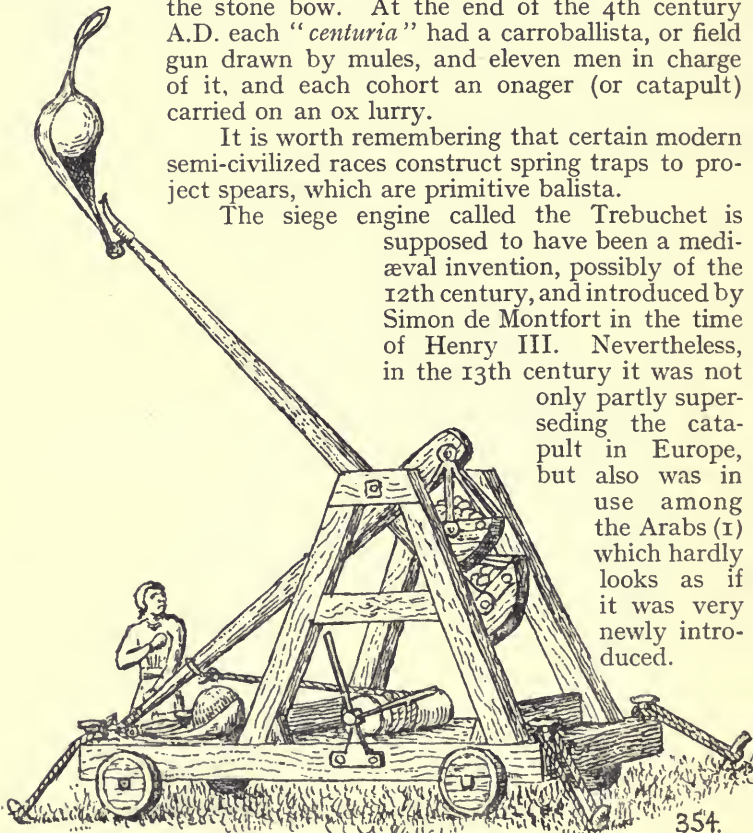 the stone bow. At the end of the 4th century
A.D. each "centuria" had a carroballista, or field
gun drawn by mules, and eleven men in charge
of it, and each cohort an onager (or catapult)
carried on an ox lurry.
It is worth remembering that certain modern
semi-civilized races construct spring traps to pro-
ject spears, which are primitive balista.
The siege engine called the Trebuchet is
supposed to have been a medi-
æval invention, possibly of the
12th century, and introduced by
Simon de Montfort in the time
of Henry III. Nevertheless,
in the 13th century it was not
only partly super-
seding the cata-
pult in Europe,
but also was in
use among
the Arabs (1)
which hardly
looks as if
it was very
newly intro-
duced.
354.